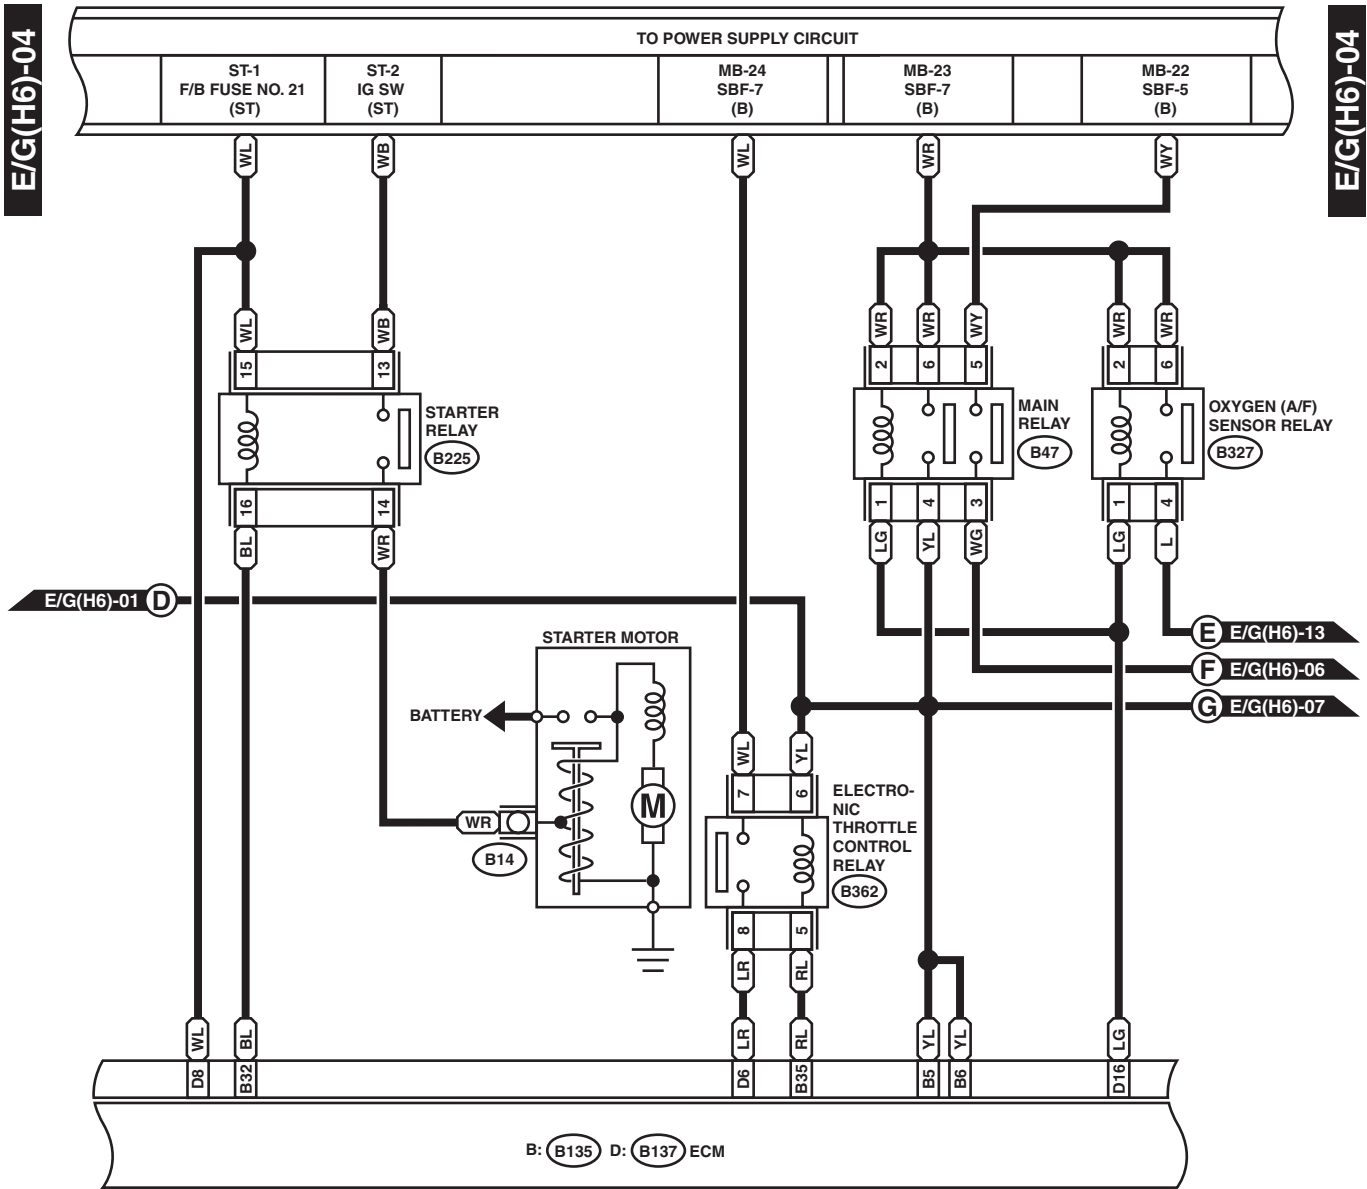 E/G(H6)-04
E/G(H6)-04
TO POWER SUPPLY CIRCUIT
ST-1
F/B FUSE NO. 21
(ST)
ST-2
IG SW
(ST)
MB-24
SBF-7
(B)
MB-23
SBF-7
(B)
MB-22
SBF-5
(B)
WL
WB
WL
WR
WY
WL
WB
WR
WR
WY
WR
WR
15
13
2
6
5
2
6
STARTER
RELAY
B225
MAIN
RELAY
B47
OXYGEN (A/F)
SENSOR RELAY
B327
16
14
1
4
3
1
4
BL
WR
LG
YL
WG
LG
L
E/G(H6)-01
D
E
E/G(H6)-13
F
E/G(H6)-06
G
E/G(H6)-07
STARTER MOTOR
BATTERY
M
WR
B14
WL
YL
7
6
ELECTRO-
NIC
THROTTLE
CONTROL
RELAY
B362
8
5
LR
RL
WL
BL
LR
RL
YL
YL
LG
D8
B32
D6
B35
B5
B6
D16
B: B135 D: B137 ECM